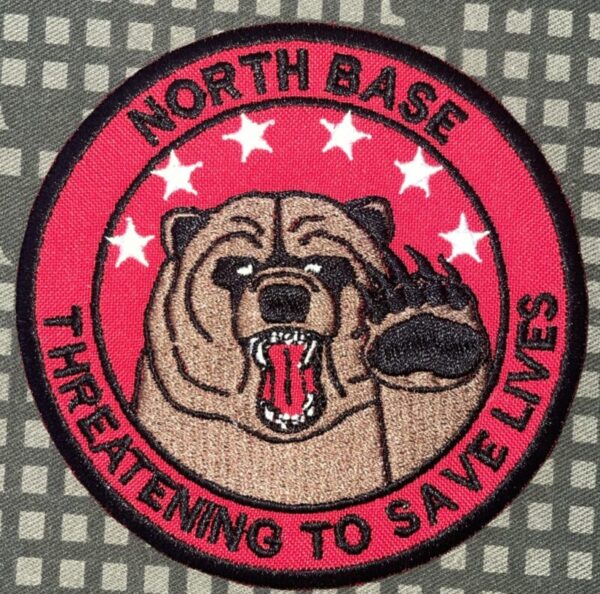 NORTH BASE
THREATENING TO SAVE LIVES